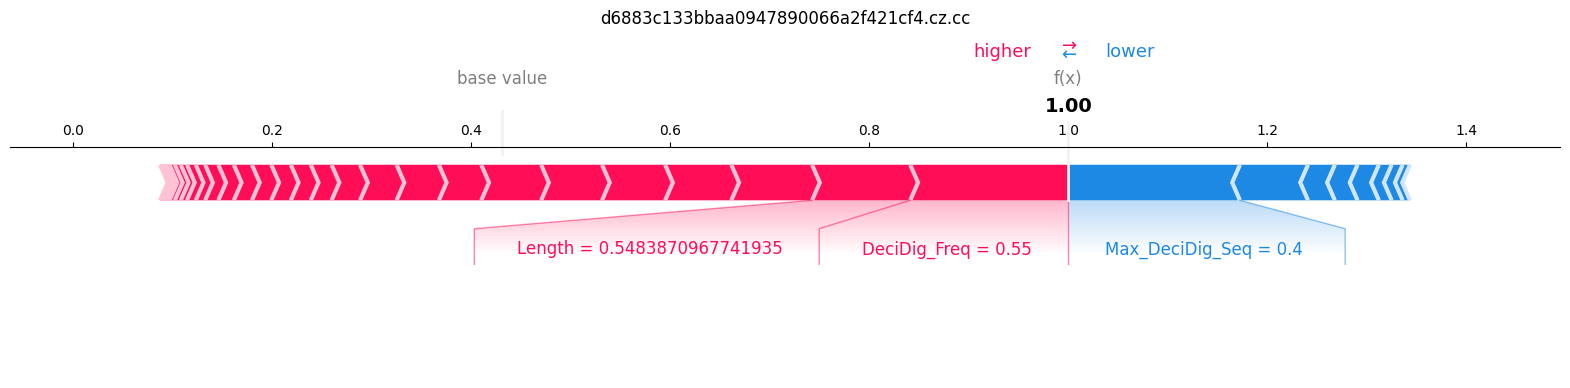 d6883c133bbaa0947890066a2f421cf4.cz.cc
higher → ← lower
base value f(x)
1.00
0.0 0.2 0.4 0.6 0.8 1.0 1.2 1.4
Length = 0.5483870967741935 DeciDig_Freq = 0.55 Max_DeciDig_Seq = 0.4